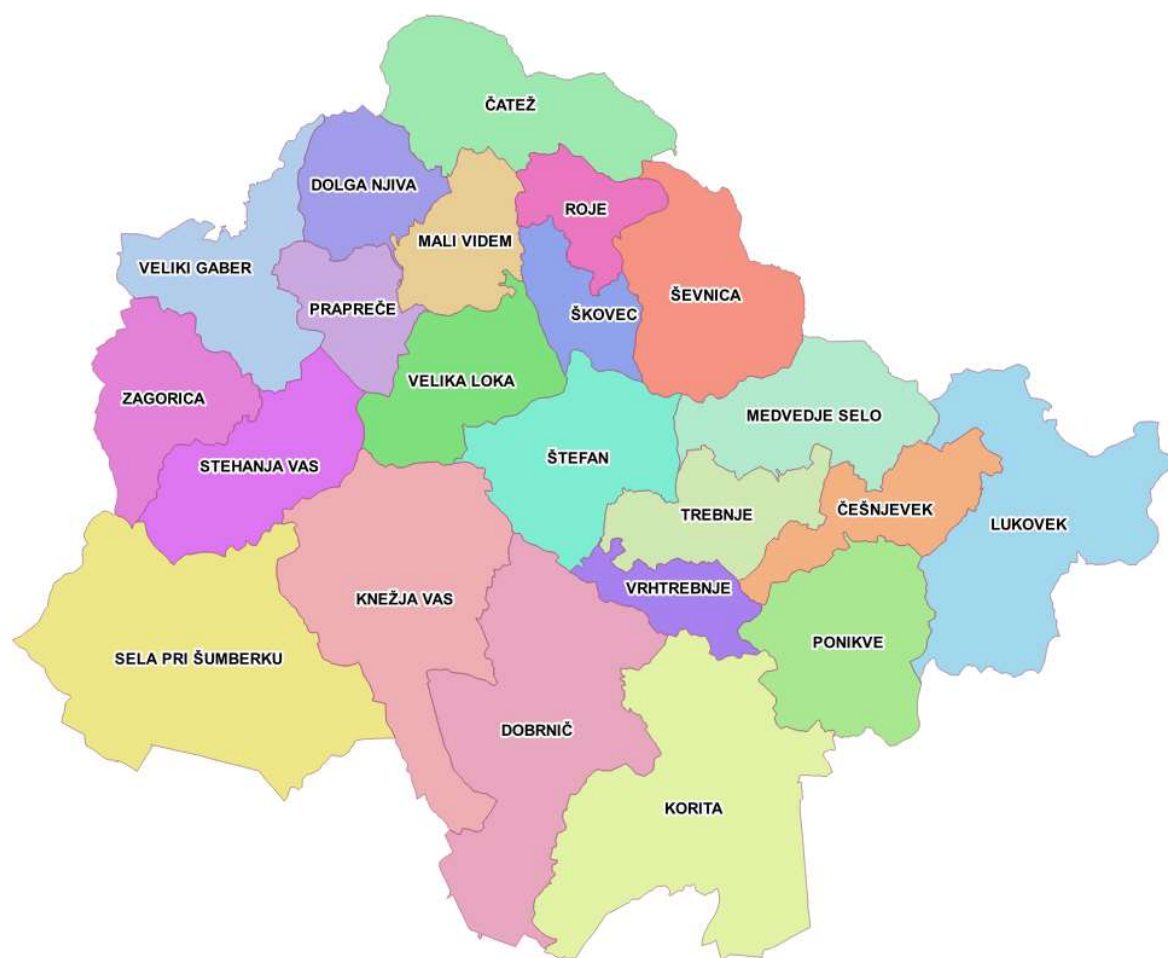 ČATEŽ
DOLGA NJIVA
ROJE
MALI VIDEM
VELIKI GABER
ŠEVNICA
PRAPREČE
ŠKOVEC
VELIKA LOKA
ZAGORICA
MEDVEDJE SELO
STEHANJA VAS
ŠTEFAN
ČEŠNJEVEK
TREBNJE
LUKOVEK
VRHTREBNJE
KNEŽJA VAS
PONIKVE
SELA PRI ŠUMBERKU
DOBRNIČ
KORITA